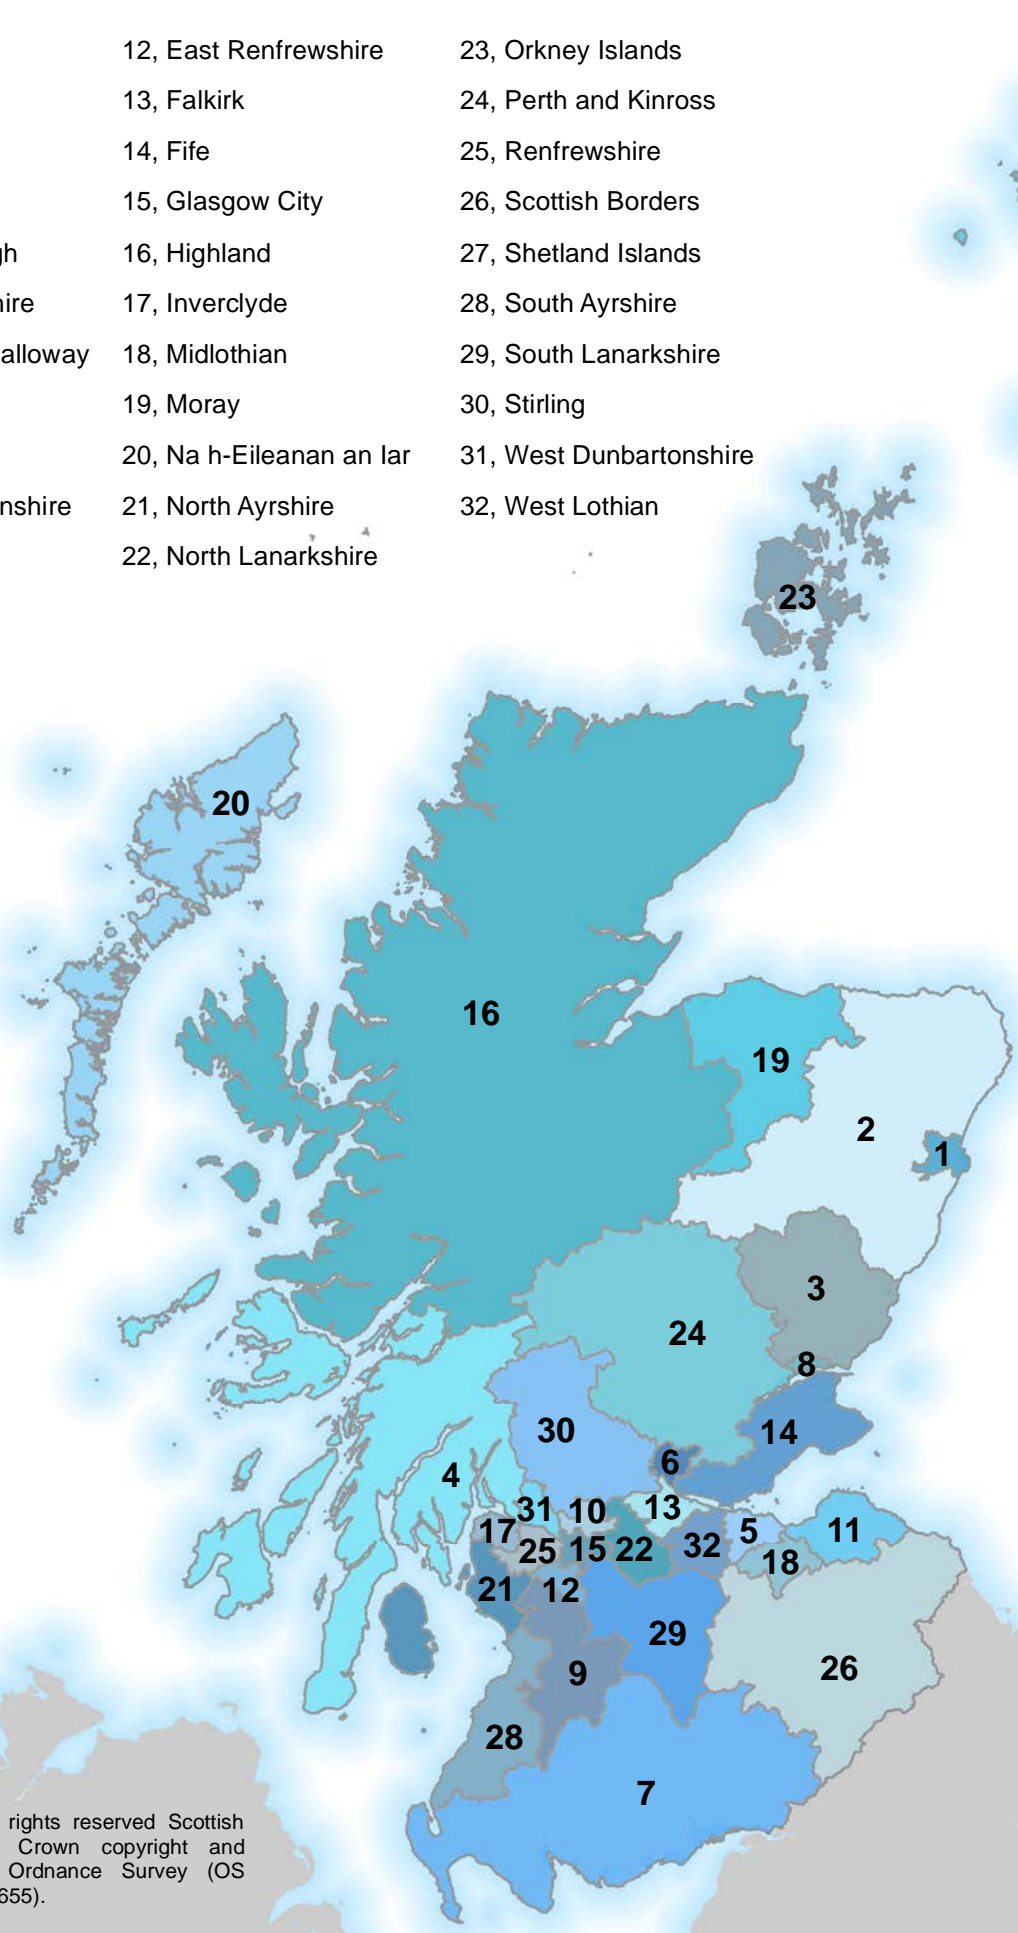 gh
hire
alloway
nshire
12, East Renfrewshire
13, Falkirk
14, Fife
15, Glasgow City
16, Highland
17, Inverclyde
18, Midlothian
19, Moray
20, Na h-Eileanan an Iar
21, North Ayrshire
22, North Lanarkshire
23, Orkney Islands
24, Perth and Kinross
25, Renfrewshire
26, Scottish Borders
27, Shetland Islands
28, South Ayrshire
29, South Lanarkshire
30, Stirling
31, West Dunbartonshire
32, West Lothian
23
20
16
19
2
1
3
24
8
14
30
6
4
31
10
13
17
25
15
22
32
5
11
18
21
12
29
9
26
28
7
rights reserved Scottish
Crown copyright and
Ordnance Survey (OS
655).